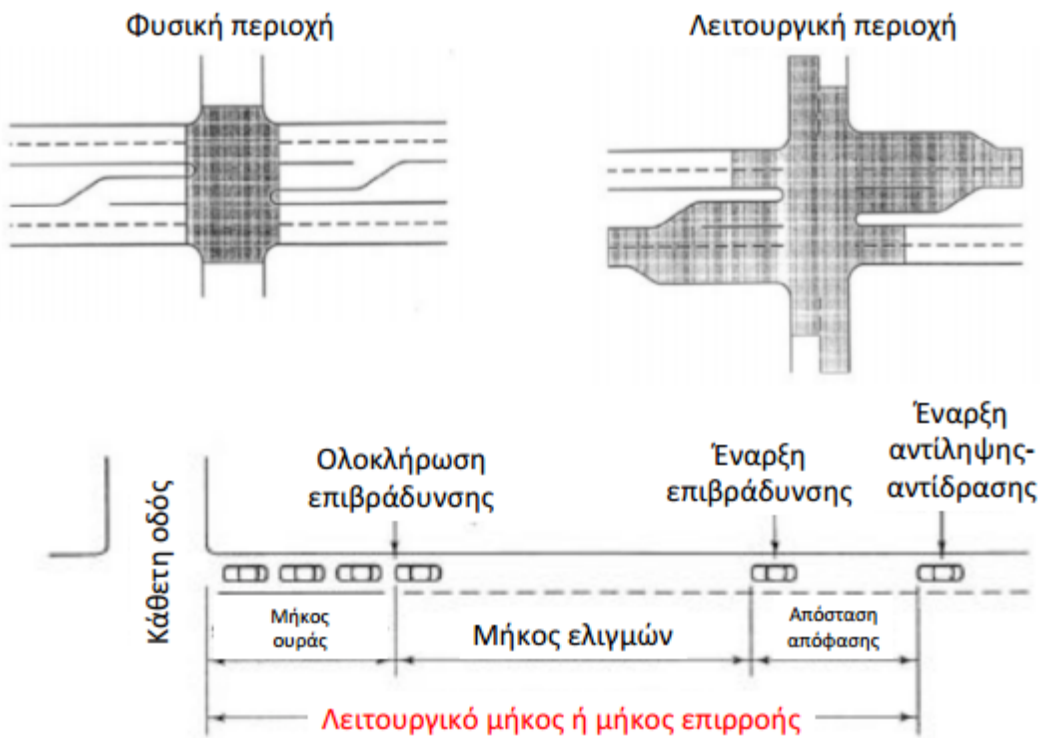 Φυσική περιοχή
Λειτουργική περιοχή
Ολοκλήρωση
επιβράδυνσης
Έναρξη
επιβράδυνσης
Έναρξη
αντίληψης-
αντίδρασης
Κάθετη οδός
Μήκος
ουράς
Μήκος ελιγμών
Απόσταση
απόφασης
Λειτουργικό μήκος ή μήκος επιρροής